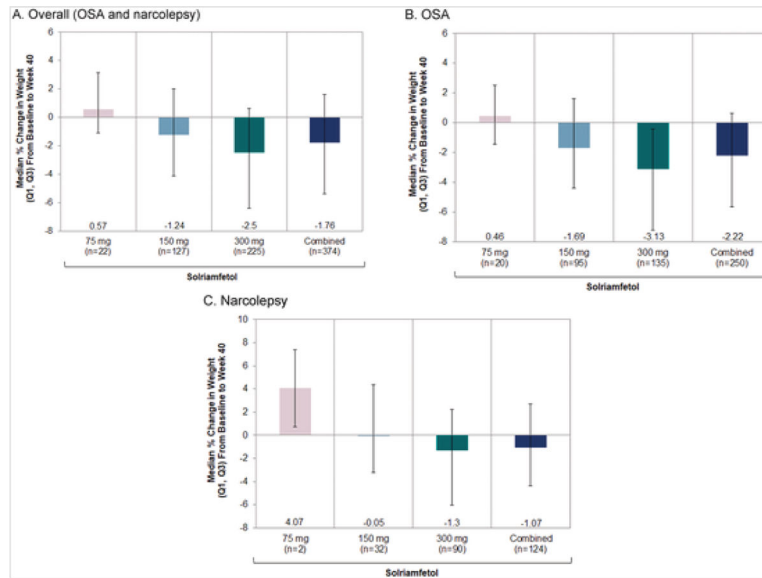 A. Overall (OSA and narcolepsy)
Median % Change in Weight
(Q1, Q3) From Baseline to Week 40
6
4
2
0
-2
-4
-6
-8
0.57 -1.24 -2.5 -1.76
75 mg 150 mg 300 mg Combined
(n=22) (n=127) (n=225) (n=374)
Solriamfetol
B. OSA
Median % Change in Weight
(Q1, Q3) From Baseline to Week 40
6
4
2
0
-2
-4
-6
-8
0.46 -1.69 -3.13 -2.22
75 mg 150 mg 300 mg Combined
(n=20) (n=95) (n=135) (n=250)
Solriamfetol
C. Narcolepsy
Median % Change in Weight
(Q1, Q3) From Baseline to Week 40
10
8
6
4
2
0
-2
-4
-6
-8
4.07 -0.05 -1.3 -1.07
75 mg 150 mg 300 mg Combined
(n=2) (n=32) (n=90) (n=124)
Solriamfetol